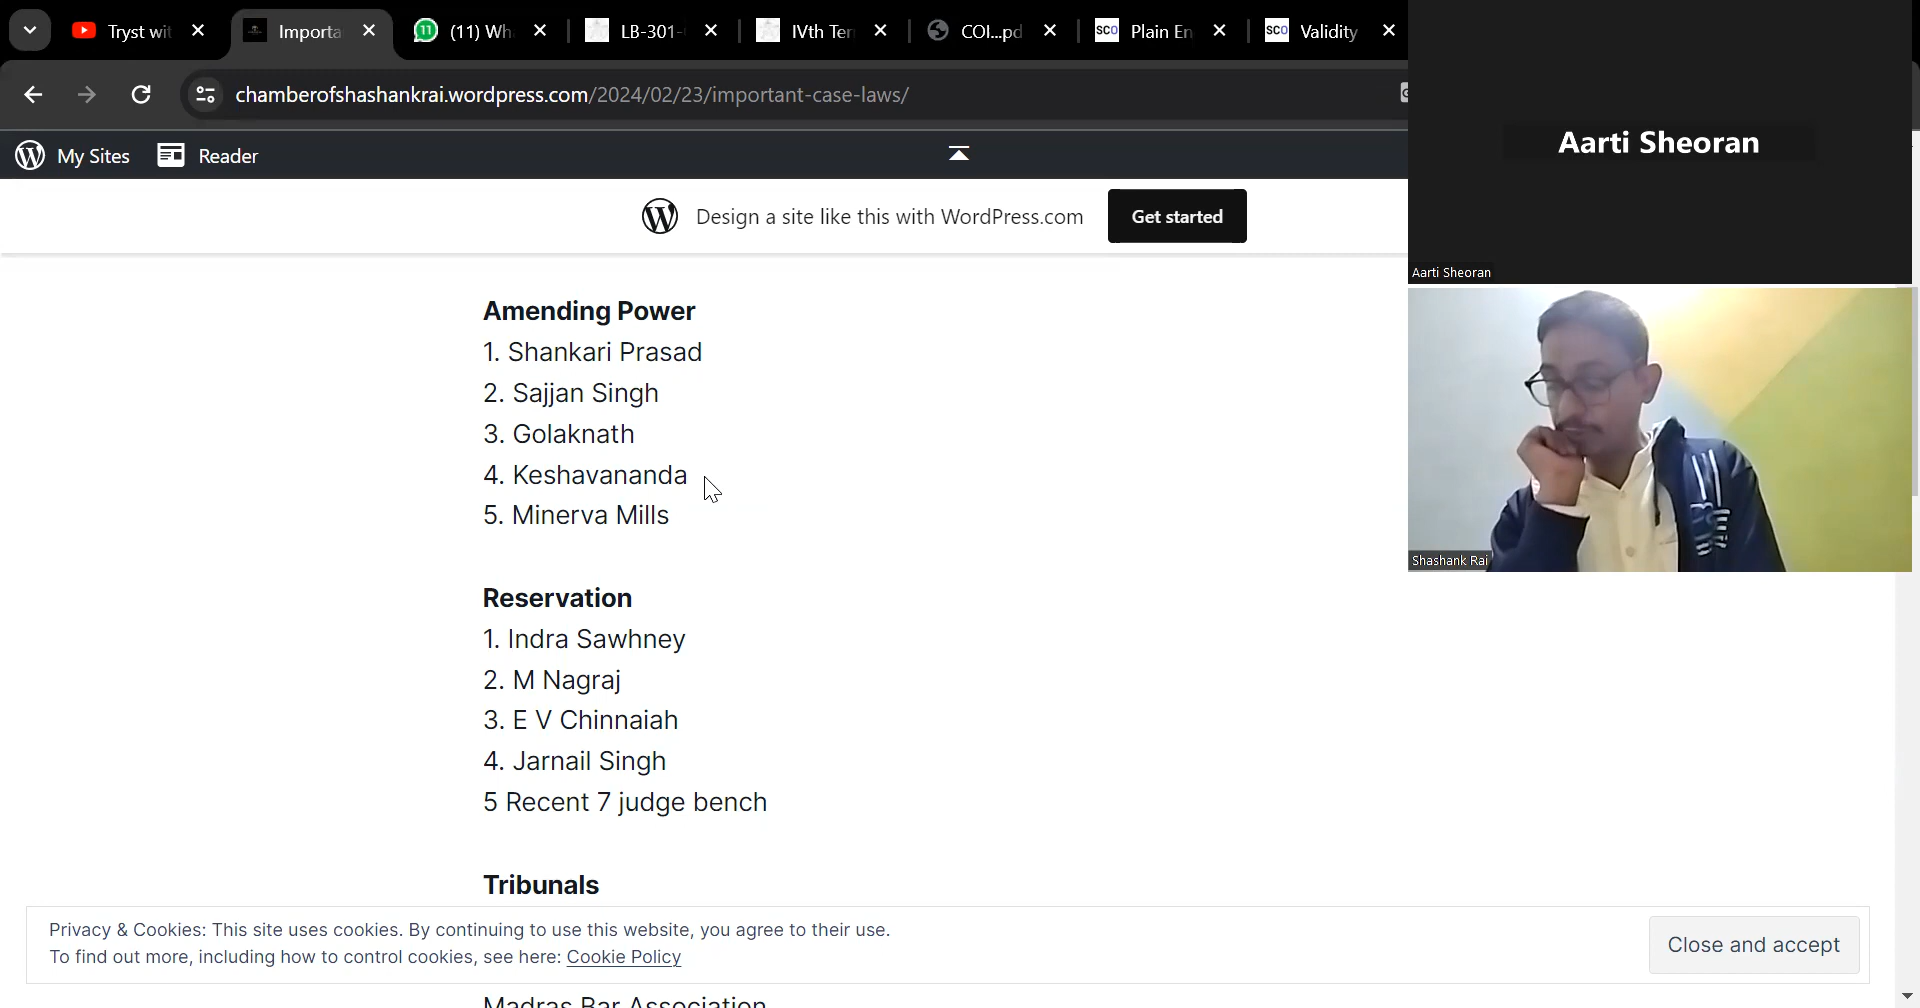 Tryst wit
Importa
(11) Wh
LB-301-
IVth Ter
COI...pd
Plain En
Validity
chamberofshashankrai.wordpress.com/2024/02/23/important-case-laws/
My Sites
Reader
Design a site like this with WordPress.com
Get started
Aarti Sheoran
Aarti Sheoran
Shashank Rai
Amending Power
1. Shankari Prasad
2. Sajjan Singh
3. Golaknath
4. Keshavananda
5. Minerva Mills
Reservation
1. Indra Sawhney
2. M Nagraj
3. E V Chinnaiah
4. Jarnail Singh
5 Recent 7 judge bench
Tribunals
Privacy & Cookies: This site uses cookies. By continuing to use this website, you agree to their use.
To find out more, including how to control cookies, see here: Cookie Policy
Close and accept
Madras Bar Association